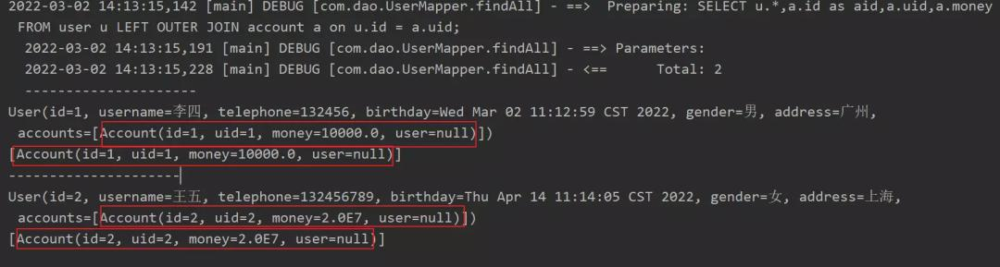 2022-03-02 14:13:15,142 [main] DEBUG [com.dao.UserMapper.findAll] - ==>  Preparing: SELECT u.*,a.id as aid,a.uid,a.money
FROM user u LEFT OUTER JOIN account a on u.id = a.uid;
2022-03-02 14:13:15,191 [main] DEBUG [com.dao.UserMapper.findAll] - ==> Parameters:
2022-03-02 14:13:15,228 [main] DEBUG [com.dao.UserMapper.findAll] - <==      Total: 2
---------------------
User(id=1, username=李四, telephone=132456, birthday=Wed Mar 02 11:12:59 CST 2022, gender=男, address=广州,
accounts=[Account(id=1, uid=1, money=10000.0, user=null)])
[Account(id=1, uid=1, money=10000.0, user=null)]
---------------------
User(id=2, username=王五, telephone=132456789, birthday=Thu Apr 14 11:14:05 CST 2022, gender=女, address=上海,
accounts=[Account(id=2, uid=2, money=2.0E7, user=null)])
[Account(id=2, uid=2, money=2.0E7, user=null)]